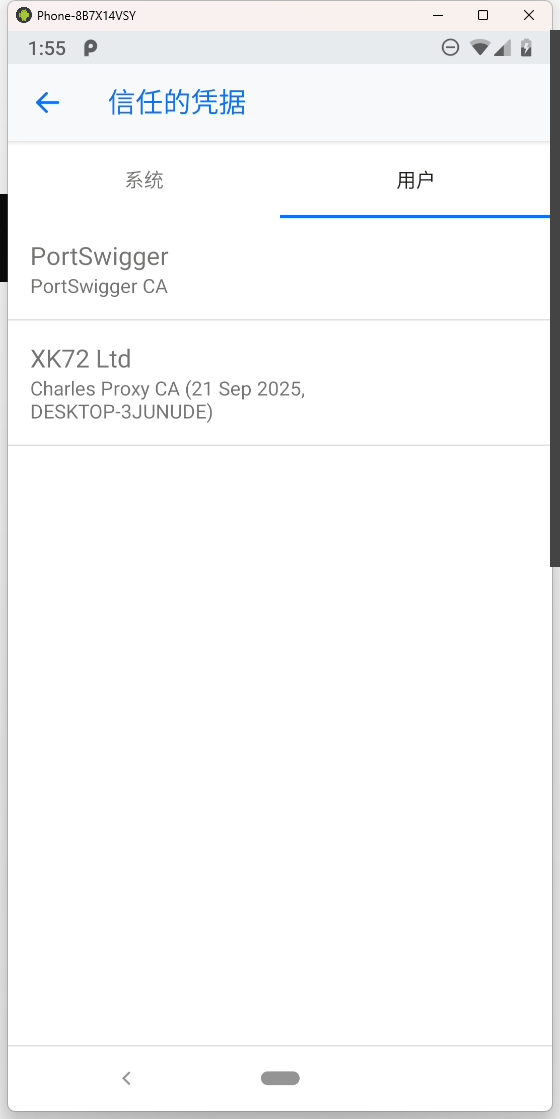 Phone-8B7X14VSY
1:55
信任的凭据
系统
用户
PortSwigger
PortSwigger CA
XK72 Ltd
Charles Proxy CA (21 Sep 2025,
DESKTOP-3JUNUDE)